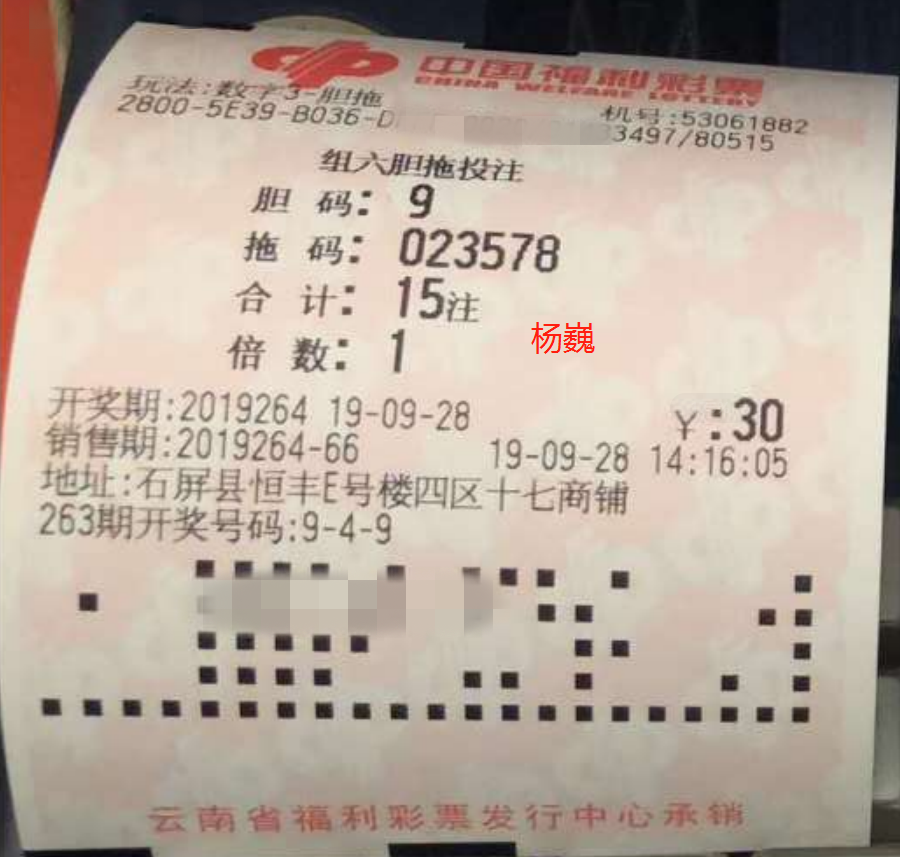 中国福利彩票
CHINA WELFARE LOTTERY
玩法:数字3-胆拖
机号:53061882
2800-5E39-B036-D 3497/80515
组六胆拖投注
胆 码: 9
拖 码: 023578
合 计: 15注
倍 数: 1
杨巍
开奖期:2019264 19-09-28 ¥:30
销售期:2019264-66 19-09-28 14:16:05
地址:石屏县恒丰E号楼四区十七商铺
263期开奖号码:9-4-9
云南省福利彩票发行中心承销